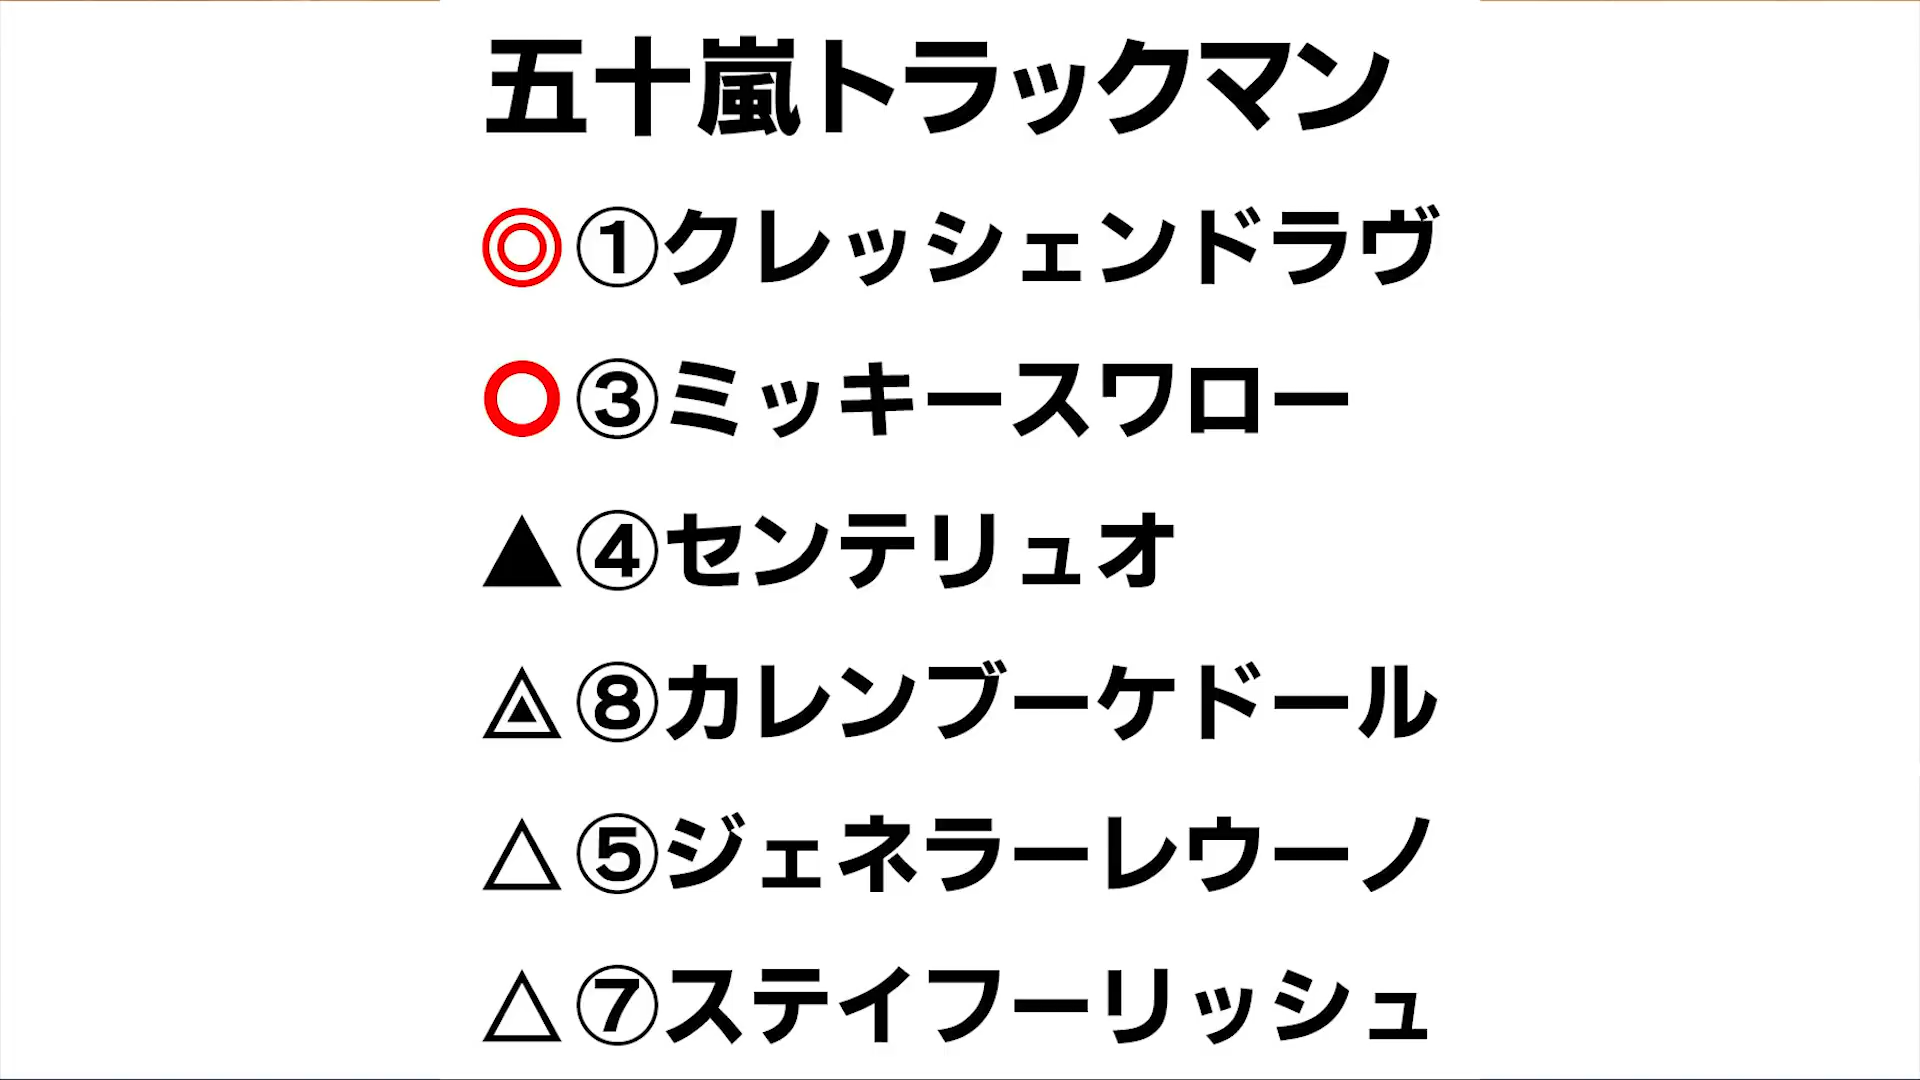 五十嵐トラックマン
◎①クレッシェンドラヴ
○③ミッキースワロー
▲④センテリュオ
◬⑧カレンブーケドール
△⑤ジェネラーレウーノ
△⑦ステイフーリッシュ